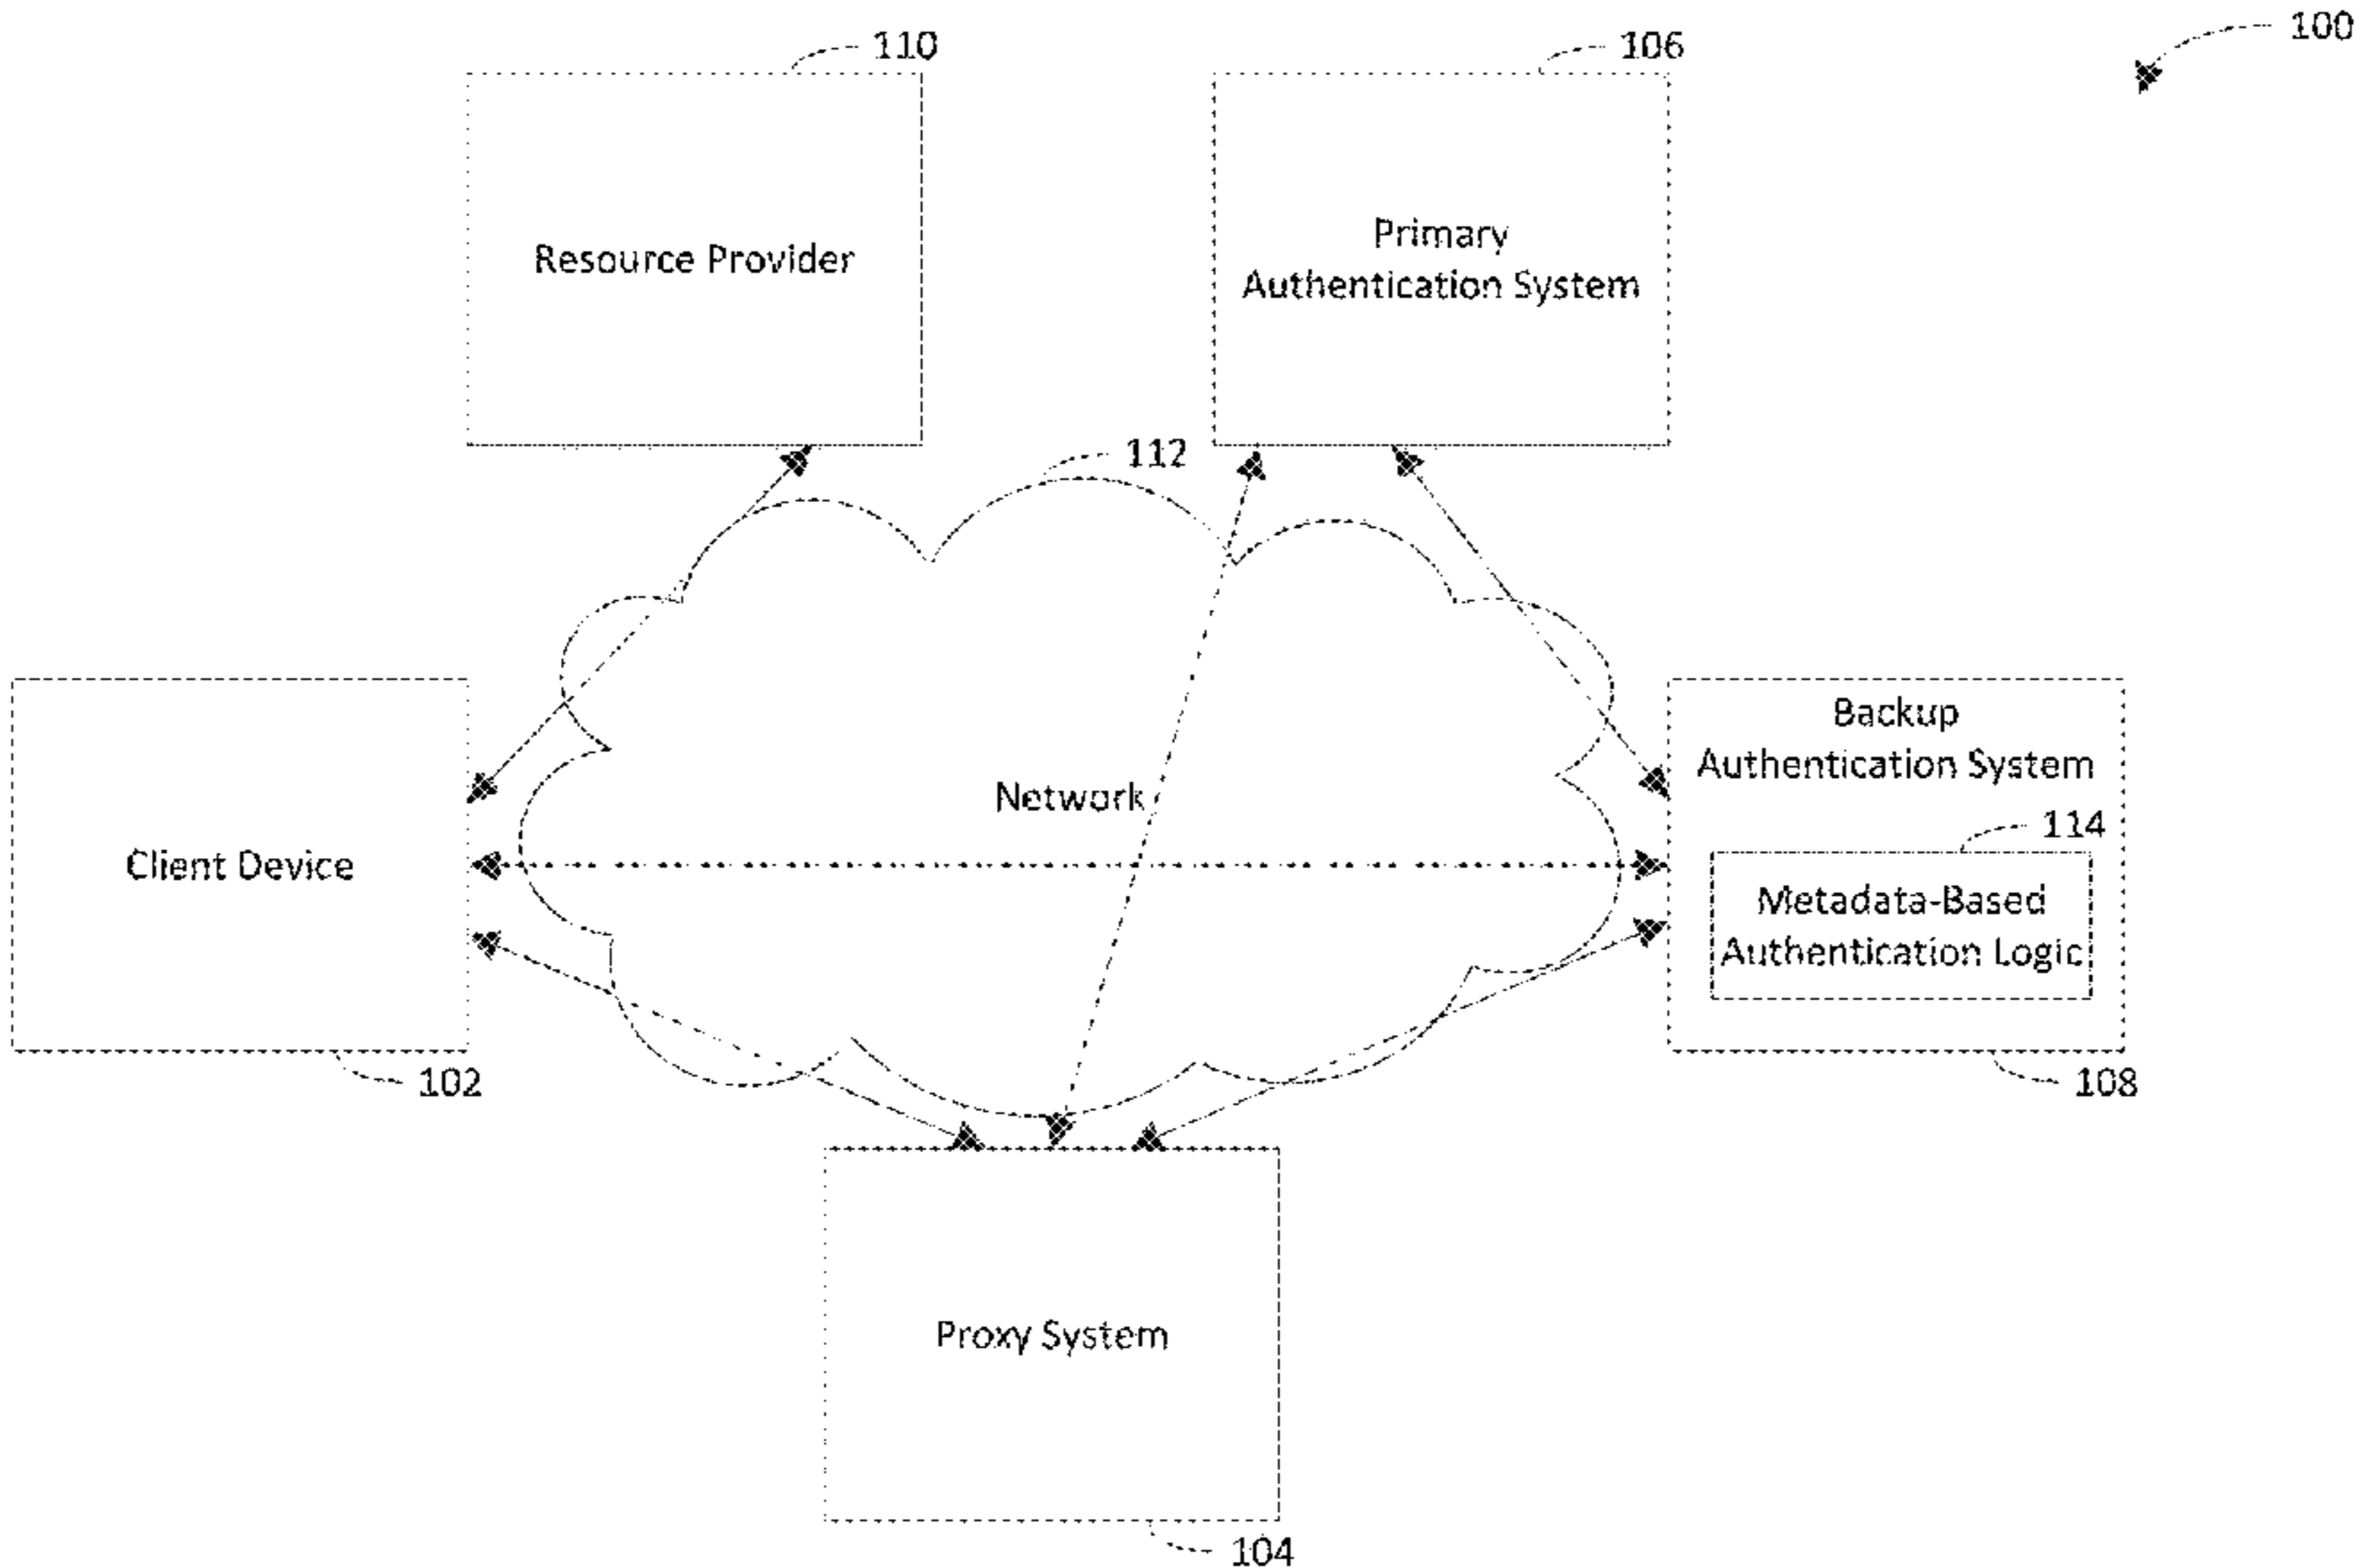 100
110
106
Resource Provider
Primary
Authentication System
112
Network
Client Device
Backup
Authentication System
114
Metadata-Based
Authentication Logic
102
108
Proxy System
104